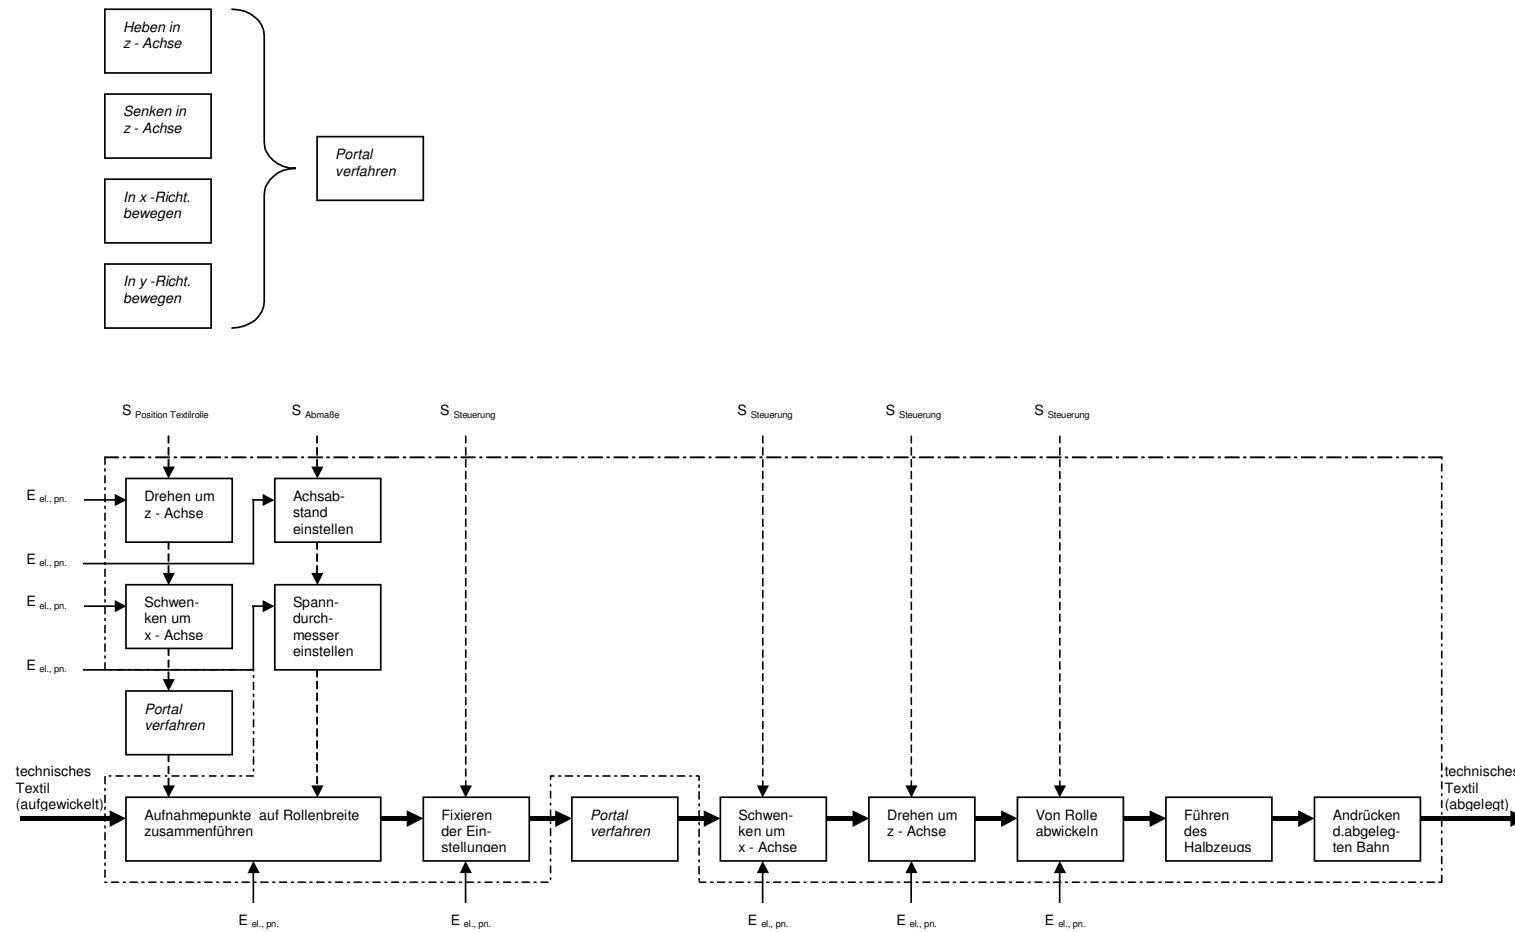 Heben in
z - Achse
Senken in
z - Achse
Portal
verfahren
In x -Richt.
bewegen
In y -Richt.
bewegen
S Position Textilrolle
S Abmaße
S Steuerung
S Steuerung
S Steuerung
S Steuerung
E el., pn.
Drehen um
z - Achse
Achsab-
stand
einstellen
E el., pn.
E el., pn.
Schwen-
ken um
x - Achse
Spann-
durch-
messer
einstellen
E el., pn.
Portal
verfahren
technisches
Textil
(aufgewickelt)
Aufnahmepunkte auf Rollenbreite
zusammenführen
Fixieren
der Ein-
stellungen
Portal
verfahren
Schwen-
ken um
x - Achse
Drehen um
z - Achse
Von Rolle
abwickeln
Führen
des
Halbzeugs
Andrücken
d.abgeleg-
ten Bahn
technisches
Textil
(abgelegt)
E el., pn.
E el., pn.
E el., pn.
E el., pn.
E el., pn.